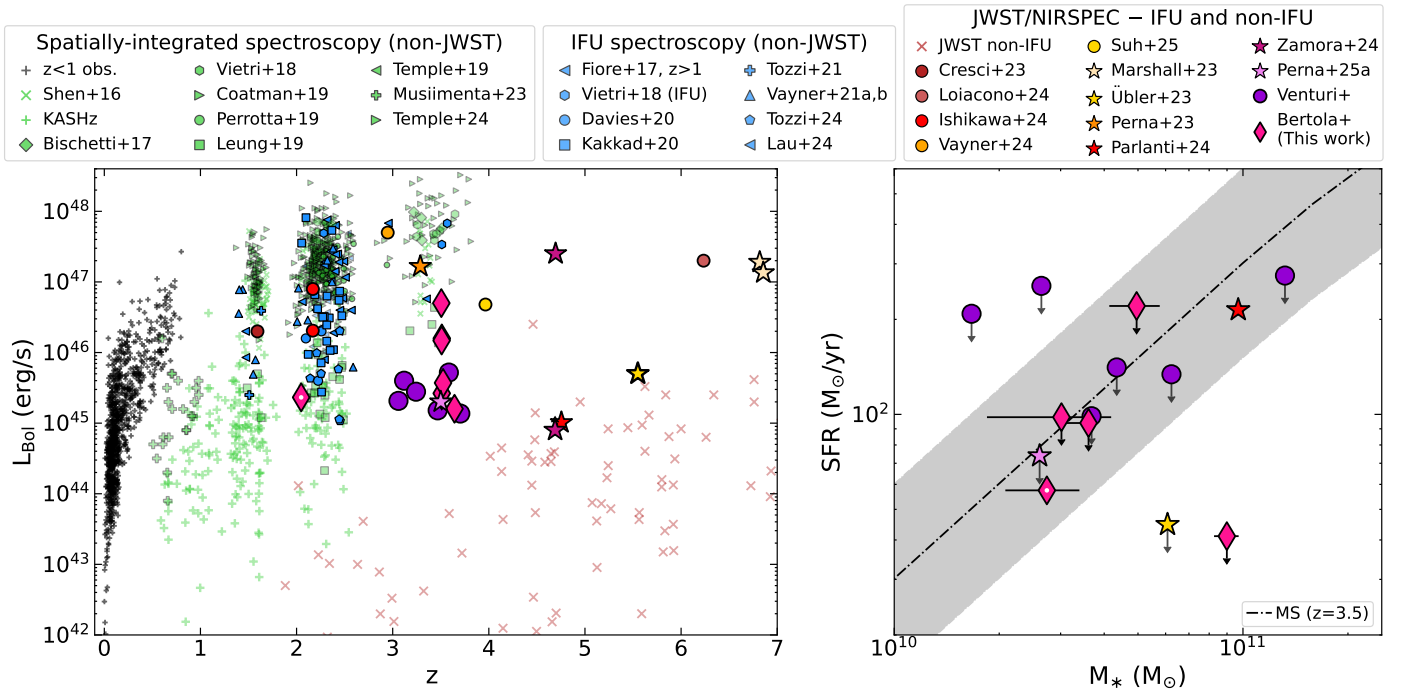 Spatially-integrated spectroscopy (non-JWST)
z<1 obs.
Shen+16
KASHz
Bischetti+17
Vietri+18
Coatman+19
Perrotta+19
Leung+19
Temple+19
Musiimenta+23
Temple+24
IFU spectroscopy (non-JWST)
Fiore+17, z>1
Vietri+18 (IFU)
Davies+20
Kakkad+20
Tozzi+21
Vayner+21a,b
Tozzi+24
Lau+24
JWST/NIRSPEC − IFU and non-IFU
JWST non-IFU
Cresci+23
Loiacono+24
Ishikawa+24
Vayner+24
Suh+25
Marshall+23
Übler+23
Perna+23
Parlanti+24
Zamora+24
Perna+25a
Venturi+
Bertola+
(This work)
L_Bol (erg/s)
10^48
10^47
10^46
10^45
10^44
10^43
10^42
0 1 2 3 4 5 6 7
z
SFR (M_⊙/yr)
10^2
10^10 10^11
M_* (M_⊙)
MS (z=3.5)